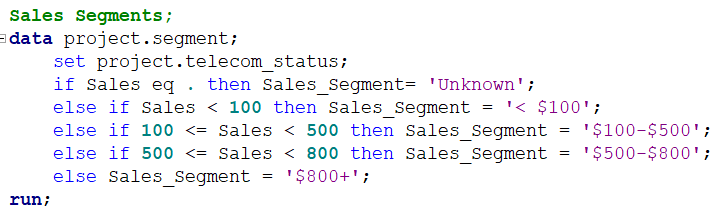 Sales Segments;
data project.segment;
set project.telecom_status;
if Sales eq . then Sales_Segment= 'Unknown';
else if Sales < 100 then Sales_Segment = '< $100';
else if 100 <= Sales < 500 then Sales_Segment = '$100-$500';
else if 500 <= Sales < 800 then Sales_Segment = '$500-$800';
else Sales_Segment = '$800+';
run;